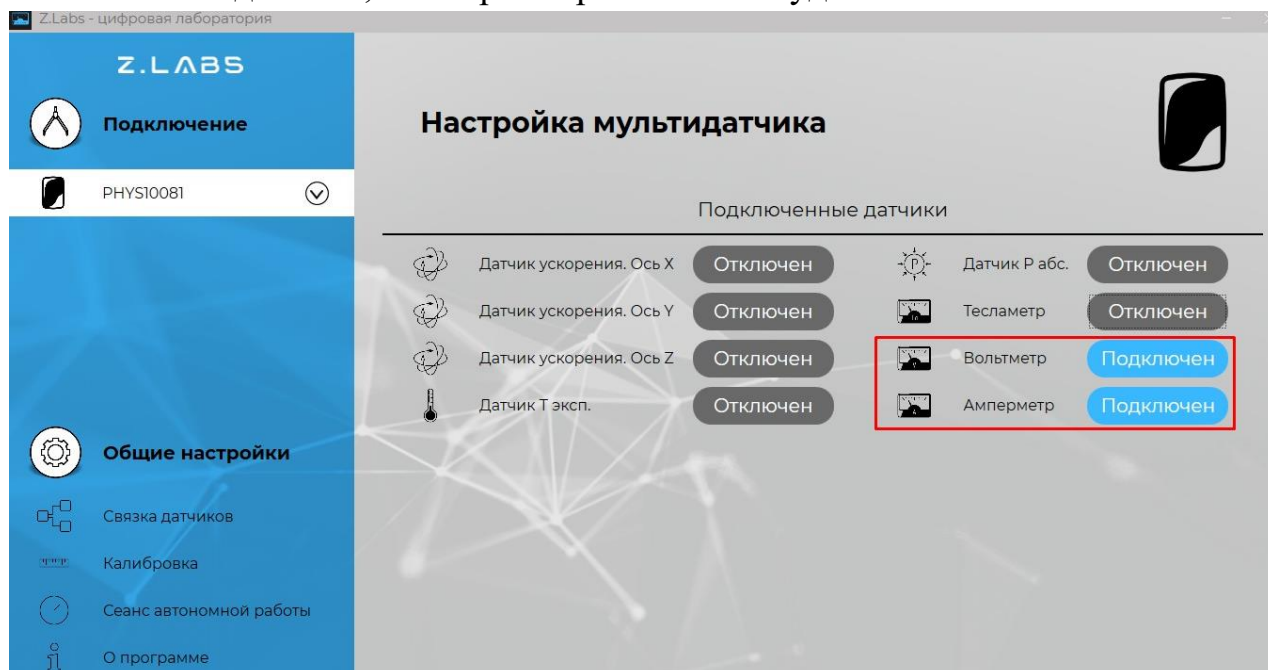 Z.Labs - цифровая лаборатория
Z.LABS
Подключение
PHYS10081
Общие настройки
Связка датчиков
Калибровка
Сеанс автономной работы
О программе
Настройка мультидатчика
Подключенные датчики
Датчик ускорения. Ось X Отключен
Датчик ускорения. Ось Y Отключен
Датчик ускорения. Ось Z Отключен
Датчик T эксп. Отключен
Датчик P абс. Отключен
Тесламетр Отключен
Вольтметр Подключен
Амперметр Подключен